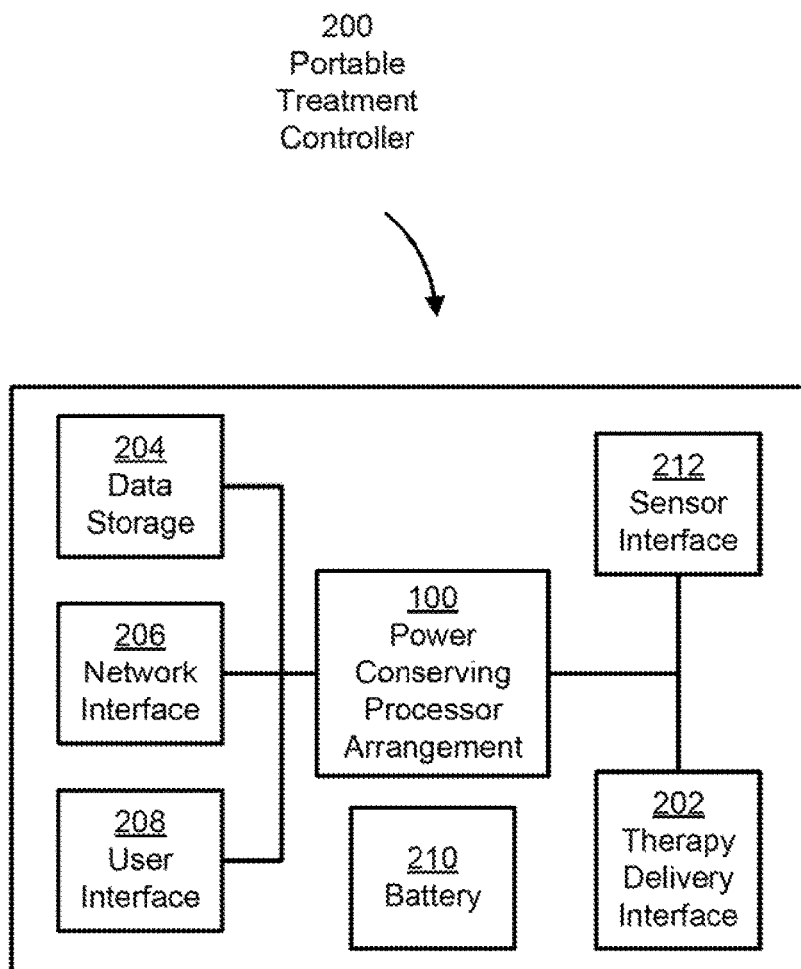 200
Portable
Treatment
Controller
204
Data
Storage
212
Sensor
Interface
206
Network
Interface
100
Power
Conserving
Processor
Arrangement
208
User
Interface
210
Battery
202
Therapy
Delivery
Interface